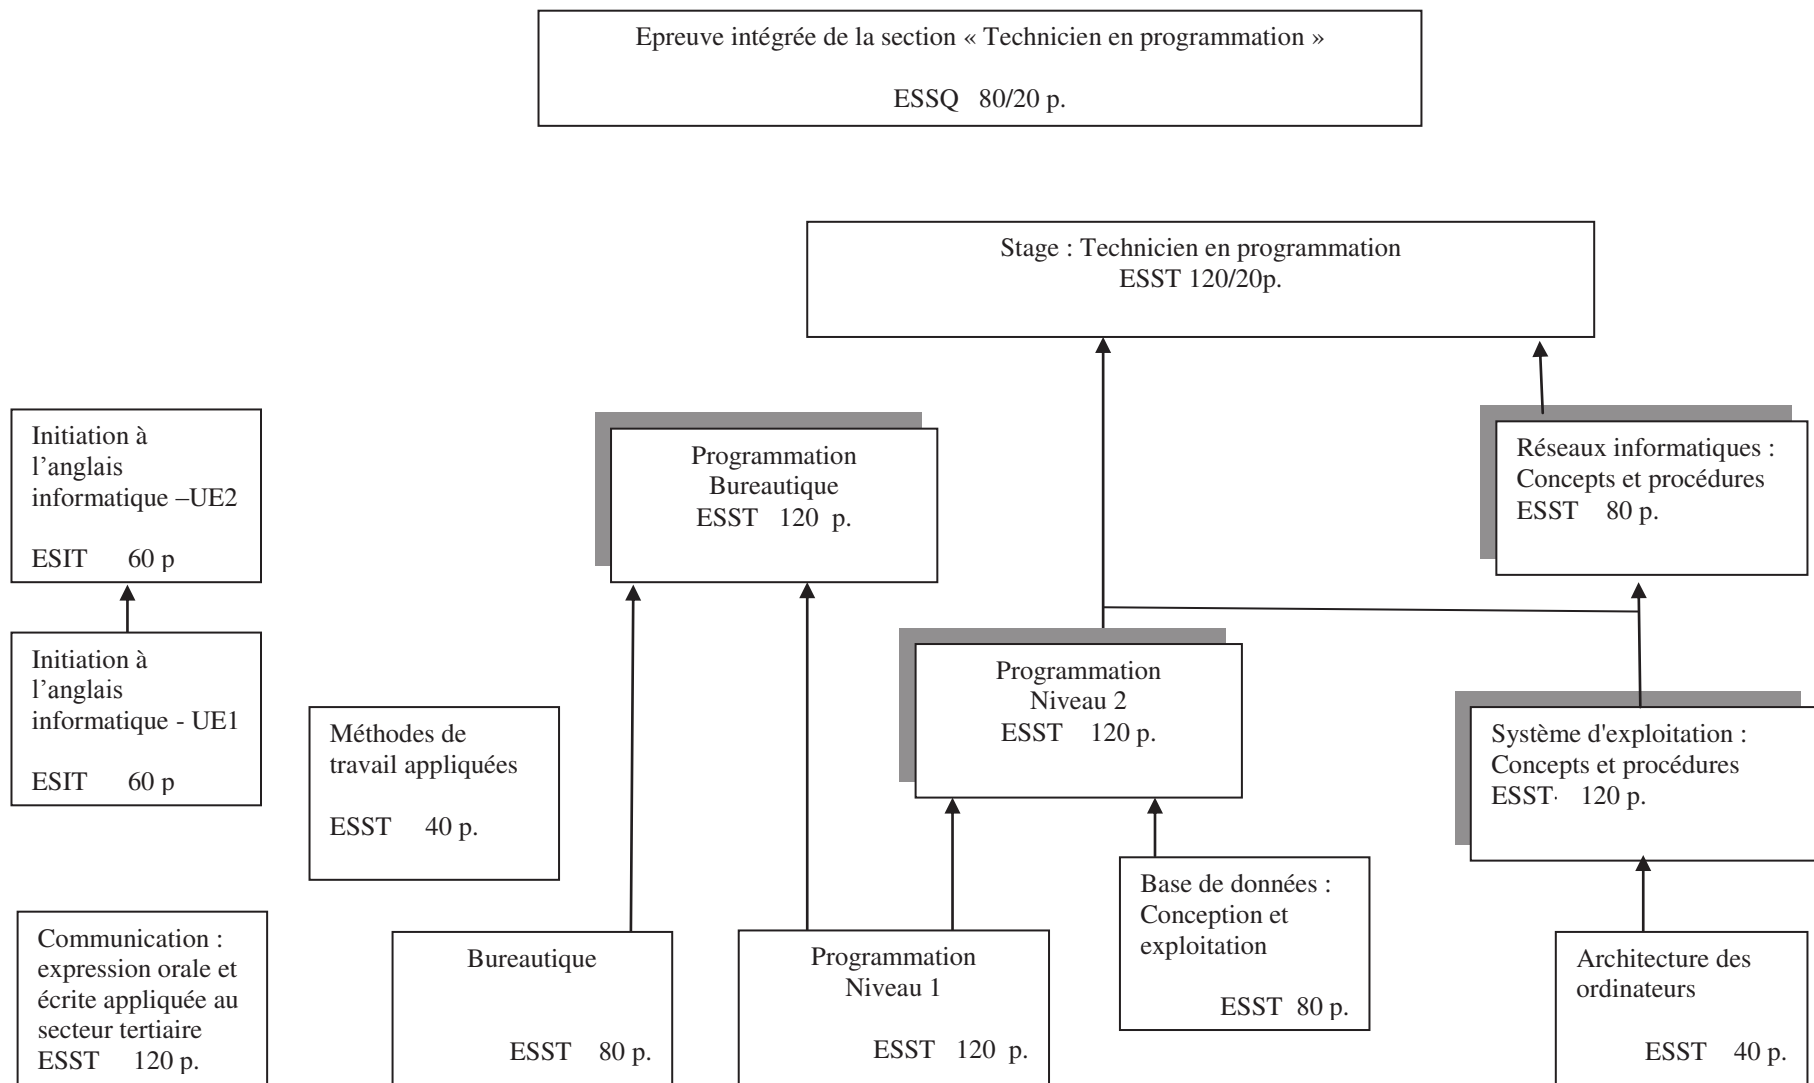 Epreuve intégrée de la section « Technicien en programmation »
ESSQ 80/20 p.
Stage : Technicien en programmation
ESST 120/20p.
Initiation à
l’anglais
informatique –UE2
ESIT 60 p
Programmation
Bureautique
ESST 120 p.
Réseaux informatiques :
Concepts et procédures
ESST 80 p.
Initiation à
l’anglais
informatique - UE1
ESIT 60 p
Méthodes de
travail appliquées
ESST 40 p.
Programmation
Niveau 2
ESST 120 p.
Système d'exploitation :
Concepts et procédures
ESST. 120 p.
Communication :
expression orale et
écrite appliquée au
secteur tertiaire
ESST 120 p.
Bureautique
ESST 80 p.
Programmation
Niveau 1
ESST 120 p.
Base de données :
Conception et
exploitation
ESST 80 p.
Architecture des
ordinateurs
ESST 40 p.